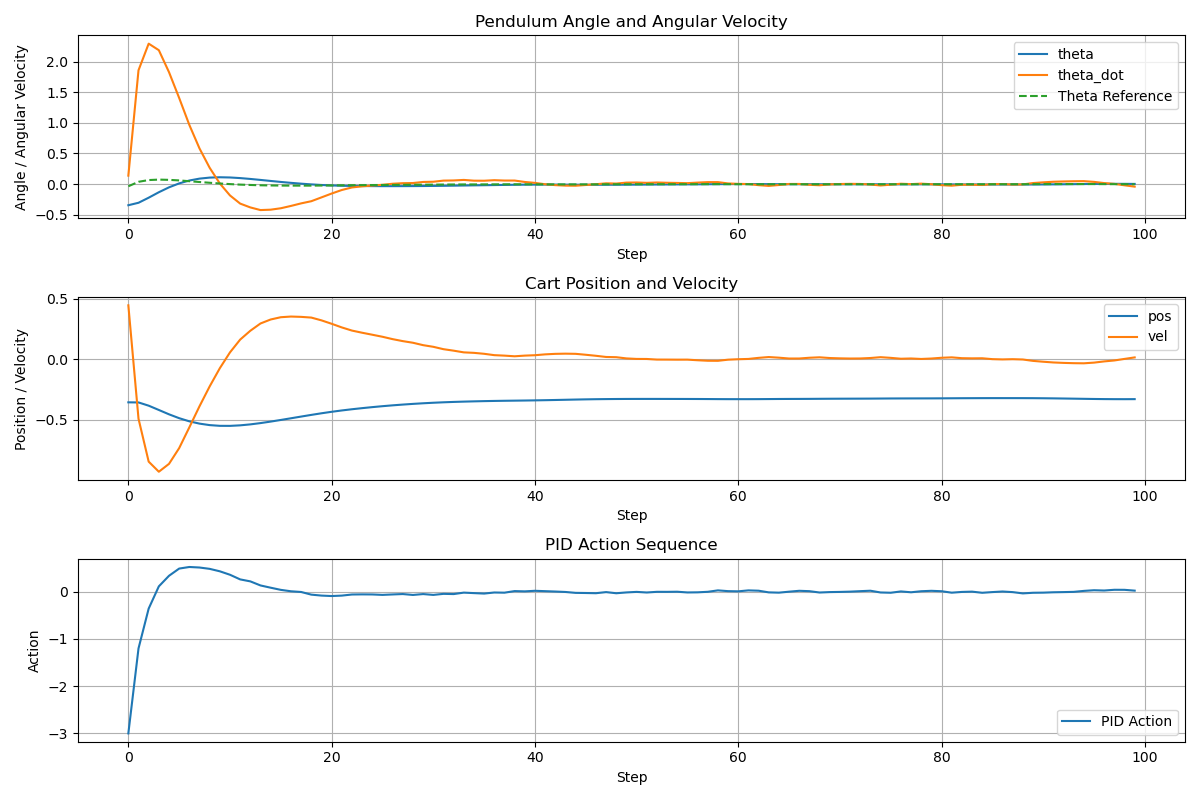 Pendulum Angle and Angular Velocity
Angle / Angular Velocity
2.0
1.5
1.0
0.5
0.0
−0.5
theta
theta_dot
Theta Reference
0 20 40 60 80 100
Step
Cart Position and Velocity
Position / Velocity
0.5
0.0
−0.5
pos
vel
0 20 40 60 80 100
Step
PID Action Sequence
Action
0
−1
−2
−3
PID Action
0 20 40 60 80 100
Step